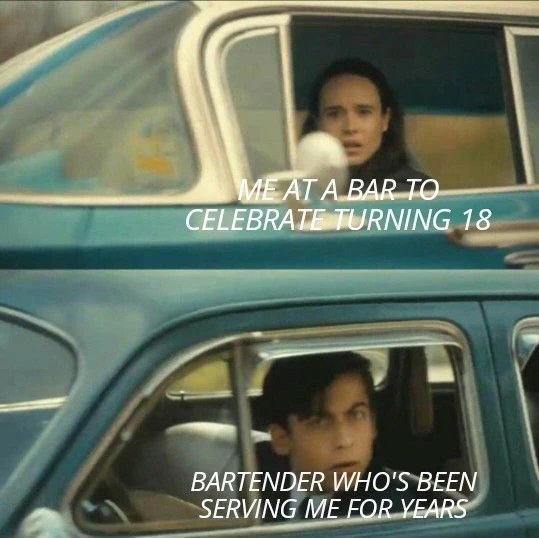 ME AT A BAR TO
CELEBRATE TURNING 18
BARTENDER WHO'S BEEN
SERVING ME FOR YEARS